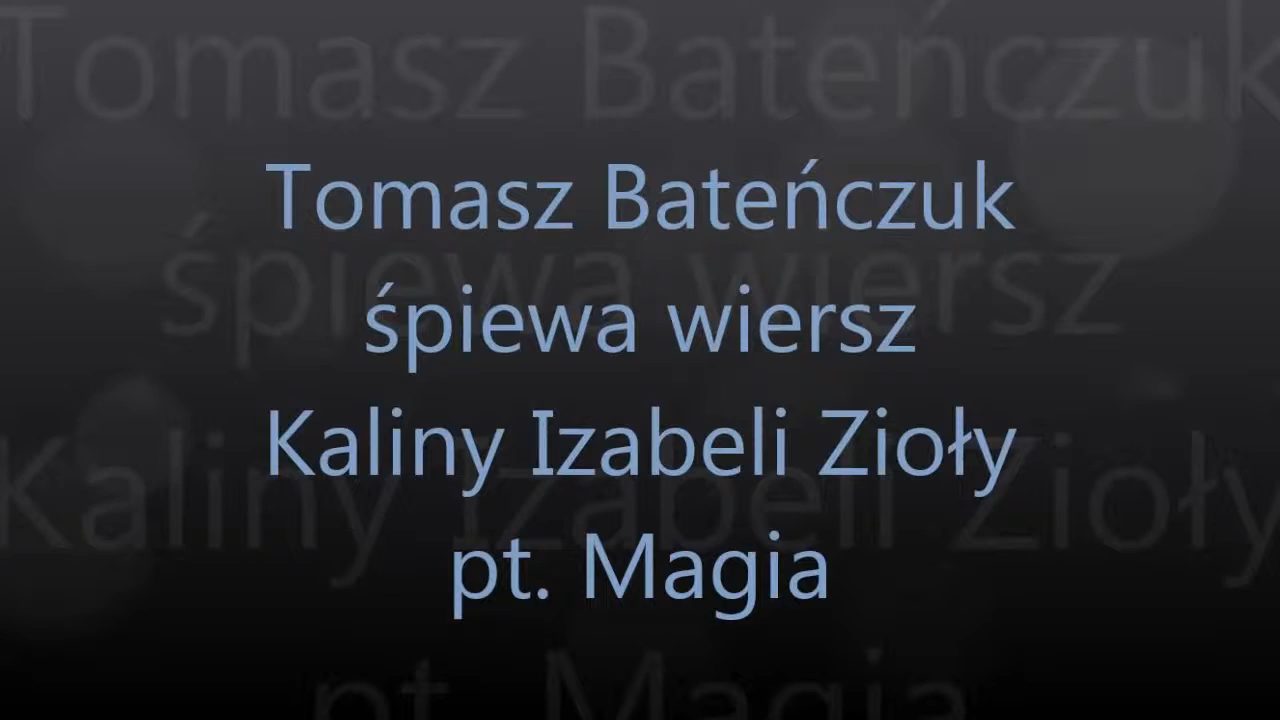 Tomasz Bateńczuk
śpiewa wiersz
Kaliny Izabeli Zioły
pt. Magia